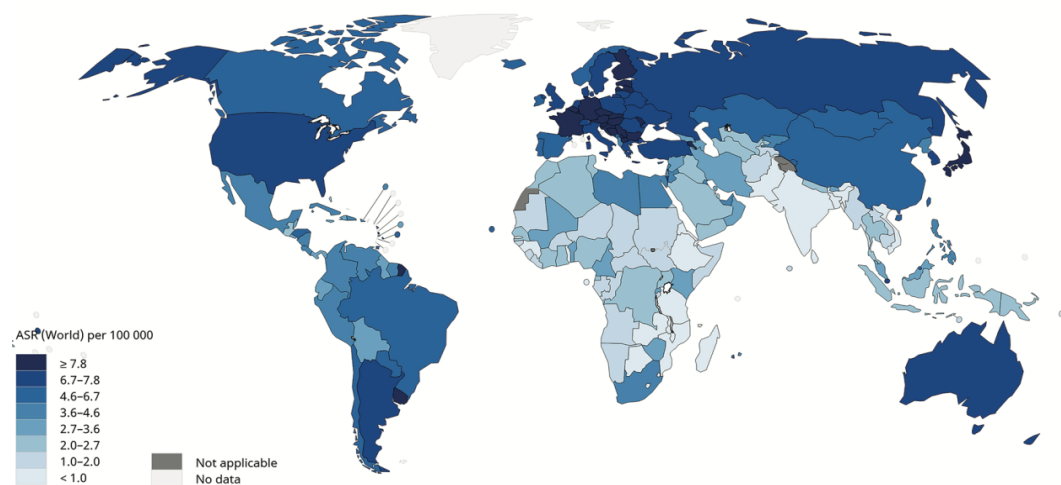 ASR (World) per 100 000
≥ 7.8
6.7–7.8
4.6–6.7
3.6–4.6
2.7–3.6
2.0–2.7
1.0–2.0
< 1.0
Not applicable
No data